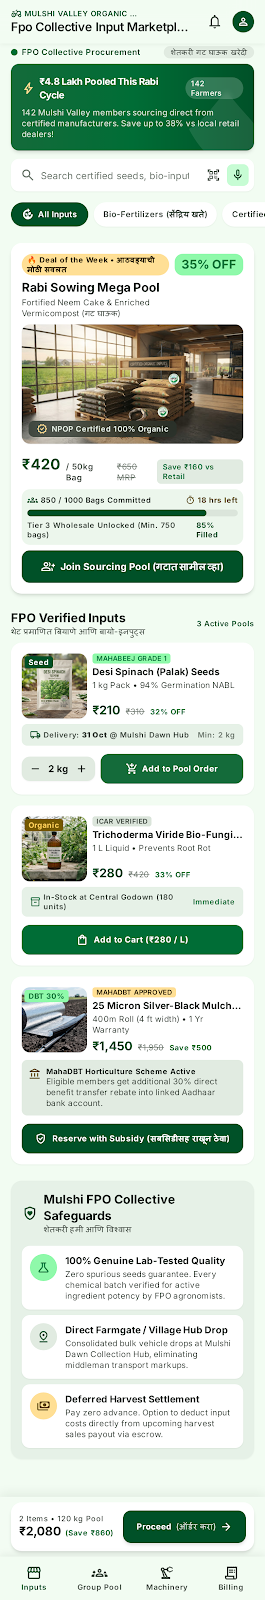 MULSHI VALLEY ORGANIC ...
Fpo Collective Input Marketpl...
FPO Collective Procurement
शेतकरी गट घाऊक खरेदी
₹4.8 Lakh Pooled This Rabi
Cycle
142
Farmers
142 Mulshi Valley members sourcing direct from
certified manufacturers. Save up to 38% vs local retail
dealers!
Search certified seeds, bio-input
All Inputs
Bio-Fertilizers (सेंद्रिय खते)
Certifie
Deal of the Week • आठवड्याची
मोठी सवलत
35% OFF
Rabi Sowing Mega Pool
Fortified Neem Cake & Enriched
Vermicompost (गट घाऊक)
NPOP Certified 100% Organic
₹420 / 50kg
Bag
₹650
MRP
Save ₹160 vs
Retail
850 / 1000 Bags Committed
18 hrs left
Tier 3 Wholesale Unlocked (Min. 750
bags)
85%
Filled
Join Sourcing Pool (गटात सामील व्हा)
FPO Verified Inputs
थेट प्रमाणित बियाणे आणि बायो-इनपुट्स
3 Active Pools
Seed
MAHABEEJ GRADE 1
Desi Spinach (Palak) Seeds
1 kg Pack • 94% Germination NABL
₹210 ₹310 32% OFF
Delivery: 31 Oct @ Mulshi Dawn Hub
Min: 2 kg
− 2 kg +
Add to Pool Order
Organic
ICAR VERIFIED
Trichoderma Viride Bio-Fungi...
1 L Liquid • Prevents Root Rot
₹280 ₹420 33% OFF
In-Stock at Central Godown (180
units)
Immediate
Add to Cart (₹280 / L)
DBT 30%
MAHADBT APPROVED
25 Micron Silver-Black Mulch...
400m Roll (4 ft width) • 1 Yr
Warranty
₹1,450 ₹1,950 Save ₹500
MahaDBT Horticulture Scheme Active
Eligible members get additional 30% direct
benefit transfer rebate into linked Aadhaar
bank account.
Reserve with Subsidy (सबसिडीसह राखून ठेवा)
Mulshi FPO Collective
Safeguards
शेतकरी हमी आणि विश्वास
100% Genuine Lab-Tested Quality
Zero spurious seeds guarantee. Every
chemical batch verified for active
ingredient potency by FPO agronomists.
Direct Farmgate / Village Hub Drop
Consolidated bulk vehicle drops at Mulshi
Dawn Collection Hub, eliminating
middleman transport markups.
Deferred Harvest Settlement
Pay zero advance. Option to deduct input
costs directly from upcoming harvest
sales payout via escrow.
2 Items • 120 kg Pool
₹2,080 (Save ₹860)
Proceed (ऑर्डर करा)
Inputs
Group Pool
Machinery
Billing